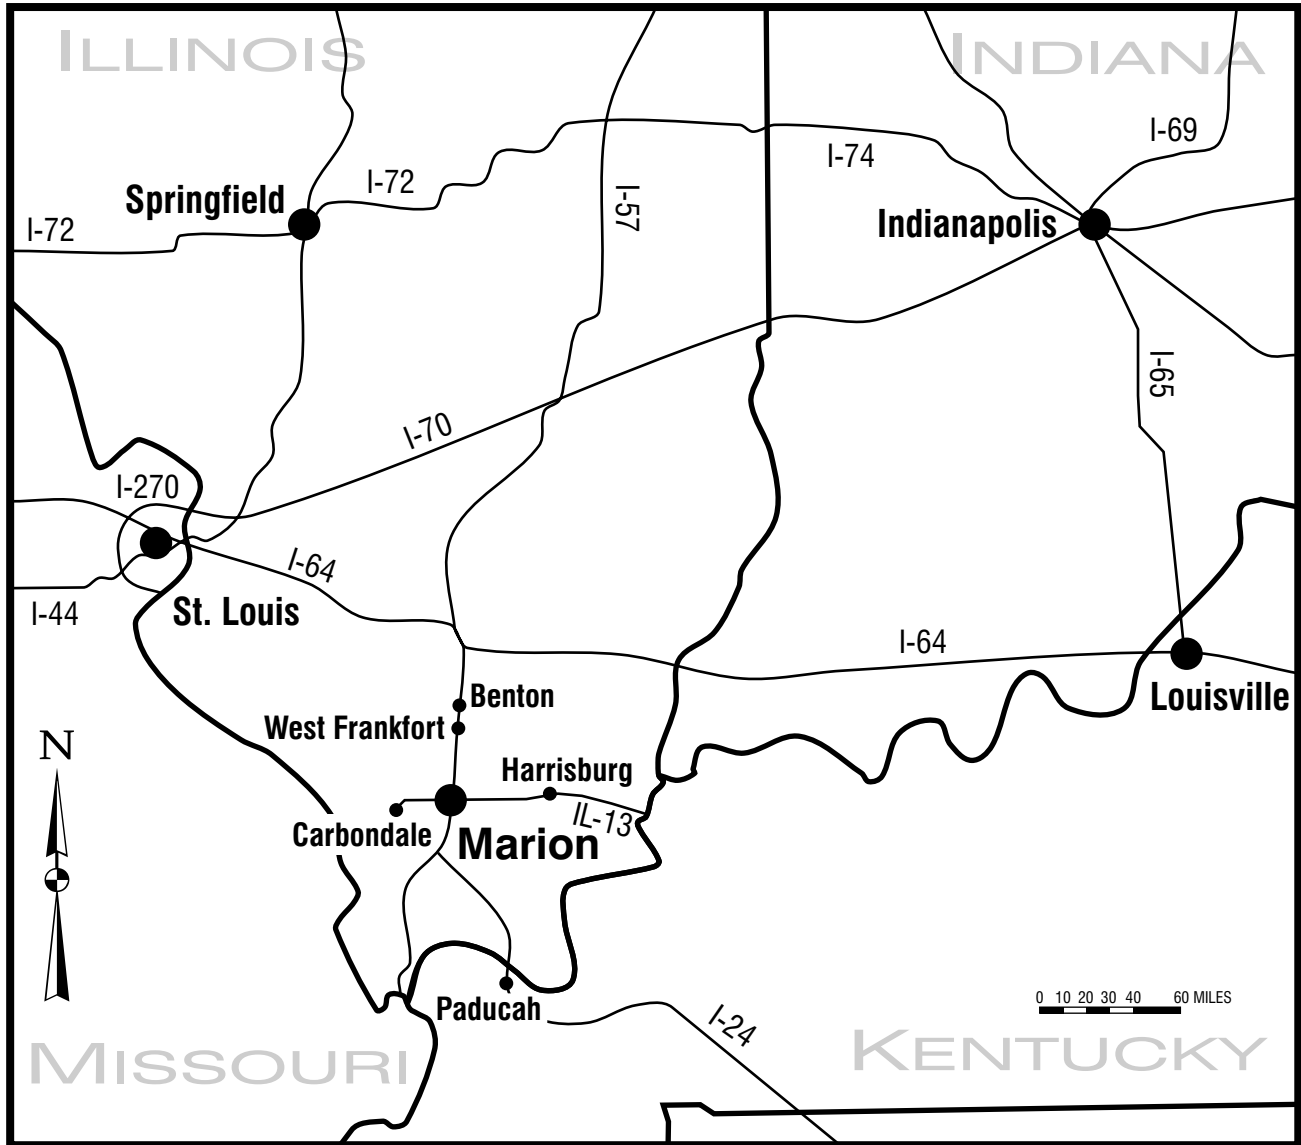 ILLINOIS
INDIANA
I-69
I-74
I-72
Springfield
I-57
Indianapolis
I-72
I-65
I-70
I-270
I-64
I-44
St. Louis
I-64
Benton
Louisville
West Frankfort
N
Harrisburg
IL-13
Carbondale
Marion
Paducah
0 10 20 30 40 60 MILES
I-24
MISSOURI
KENTUCKY